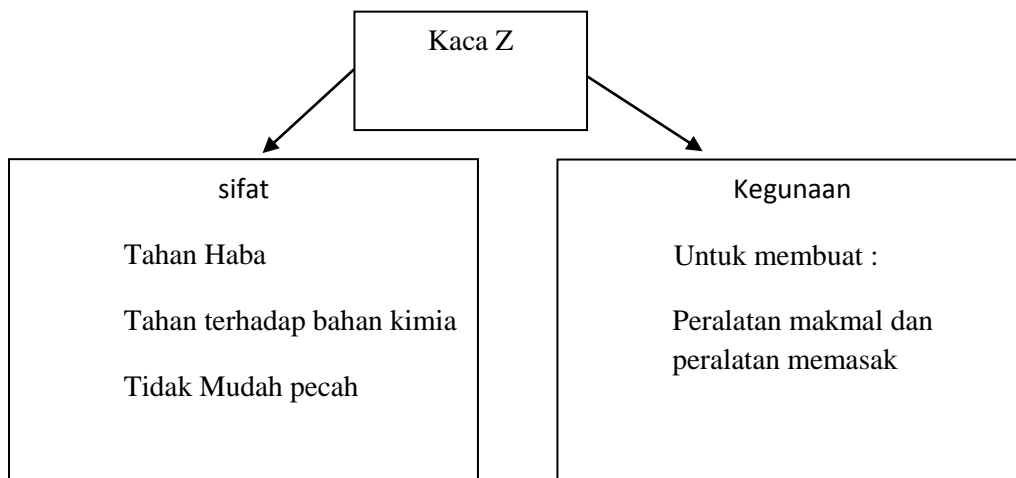 Kaca Z
sifat
Tahan Haba
Tahan terhadap bahan kimia
Tidak Mudah pecah
Kegunaan
Untuk membuat :
Peralatan makmal dan
peralatan memasak